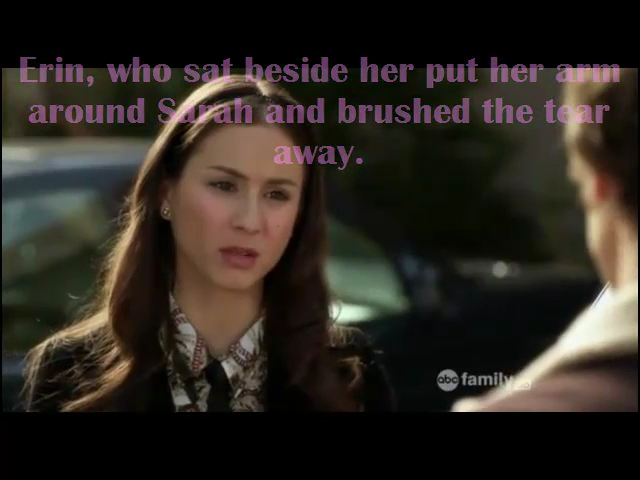 Erin, who sat beside her put her arm
around Sarah and brushed the tear
away.
abc family